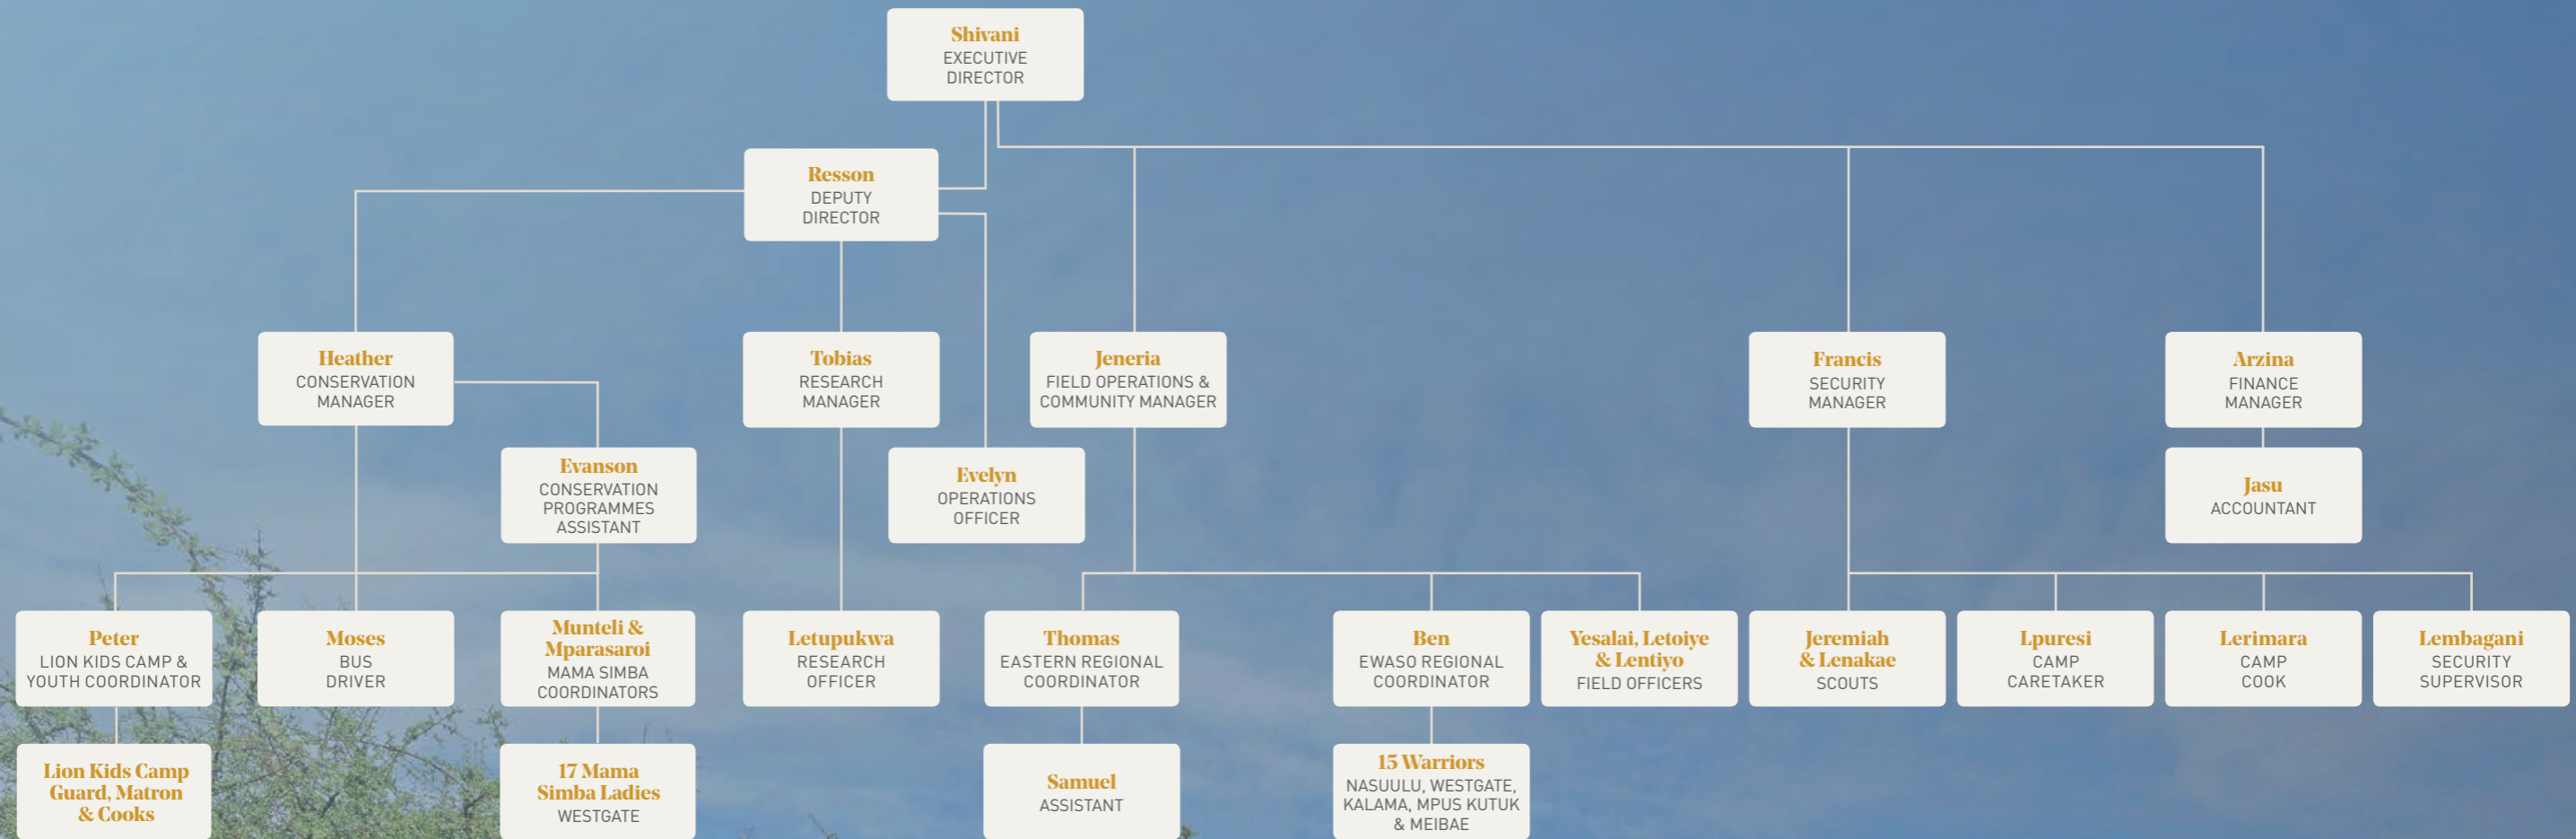 Shivani
EXECUTIVE
DIRECTOR
Resson
DEPUTY
DIRECTOR
Heather
CONSERVATION
MANAGER
Tobias
RESEARCH
MANAGER
Jeneria
FIELD OPERATIONS &
COMMUNITY MANAGER
Francis
SECURITY
MANAGER
Arzina
FINANCE
MANAGER
Evanson
CONSERVATION
PROGRAMMES
ASSISTANT
Evelyn
OPERATIONS
OFFICER
Jasu
ACCOUNTANT
Peter
LION KIDS CAMP &
YOUTH COORDINATOR
Moses
BUS
DRIVER
Munteli &
Mparasaroi
MAMA SIMBA
COORDINATORS
Letupukwa
RESEARCH
OFFICER
Thomas
EASTERN REGIONAL
COORDINATOR
Ben
EWASO REGIONAL
COORDINATOR
Yesalai, Letoiye
& Lentiyo
FIELD OFFICERS
Jeremiah
& Lenakae
SCOUTS
Lpuresi
CAMP
CARETAKER
Lerimara
CAMP
COOK
Lembagani
SECURITY
SUPERVISOR
Lion Kids Camp
Guard, Matron
& Cooks
17 Mama
Simba Ladies
WESTGATE
Samuel
ASSISTANT
15 Warriors
NASUULU, WESTGATE,
KALAMA, MPUS KUTUK
& MEIBAE